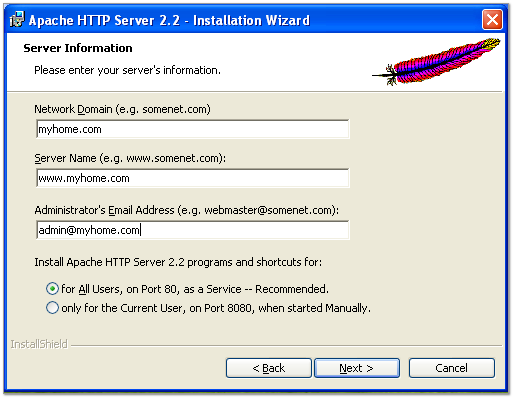 Apache HTTP Server 2.2 - Installation Wizard
Server Information
Please enter your server's information.
Network Domain (e.g. somenet.com)
myhome.com
Server Name (e.g. www.somenet.com):
www.myhome.com
Administrator's Email Address (e.g. webmaster@somenet.com):
admin@myhome.com
Install Apache HTTP Server 2.2 programs and shortcuts for:
for All Users, on Port 80, as a Service -- Recommended.
only for the Current User, on Port 8080, when started Manually.
InstallShield
< Back Next > Cancel